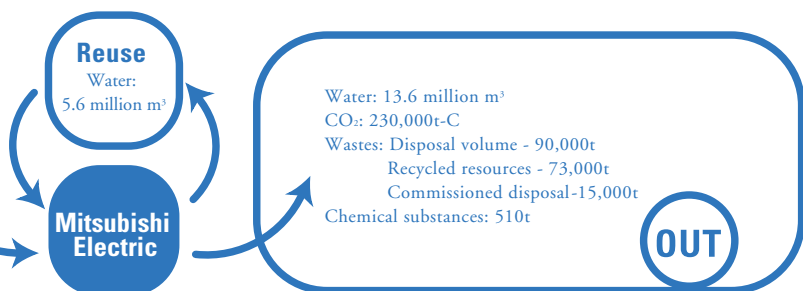 Reuse
Water:
5.6 million m³
Mitsubishi
Electric
Water: 13.6 million m³
CO₂: 230,000t-C
Wastes: Disposal volume - 90,000t
Recycled resources - 73,000t
Commissioned disposal-15,000t
Chemical substances: 510t
OUT